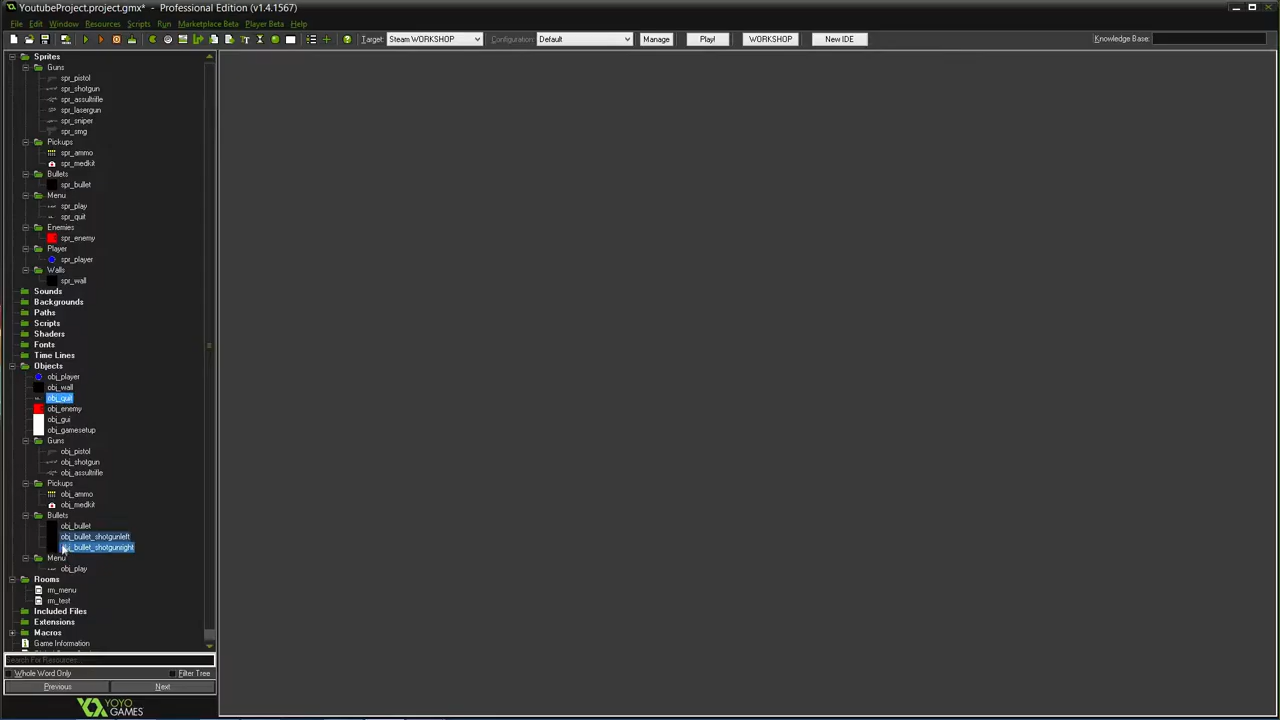 YoutubeProject.project.gmx* - Professional Edition (v1.4.1567)
File Edit Window Resources Scripts Run Marketplace Beta Player Beta Help
Target: Steam WORKSHOP Configuration: Default Manage Play! WORKSHOP New IDE Knowledge Base:
Sprites
Guns
spr_pistol
spr_shotgun
spr_assultrifle
spr_lasergun
spr_sniper
spr_smg
Pickups
spr_ammo
spr_medkit
Bullets
spr_bullet
Menu
spr_play
spr_quit
Enemies
spr_enemy
Player
spr_player
Walls
spr_wall
Sounds
Backgrounds
Paths
Scripts
Shaders
Fonts
Time Lines
Objects
obj_player
obj_wall
obj_quit
obj_enemy
obj_gui
obj_gamesetup
Guns
obj_pistol
obj_shotgun
obj_assultrifle
Pickups
obj_ammo
obj_medkit
Bullets
obj_bullet
obj_bullet_shotgunleft
obj_bullet_shotgunright
Menu
obj_play
Rooms
rm_menu
rm_test
Included Files
Extensions
Macros
Game Information
Search For Resources...
Whole Word Only Filter Tree
Previous Next
YOYO
GAMES